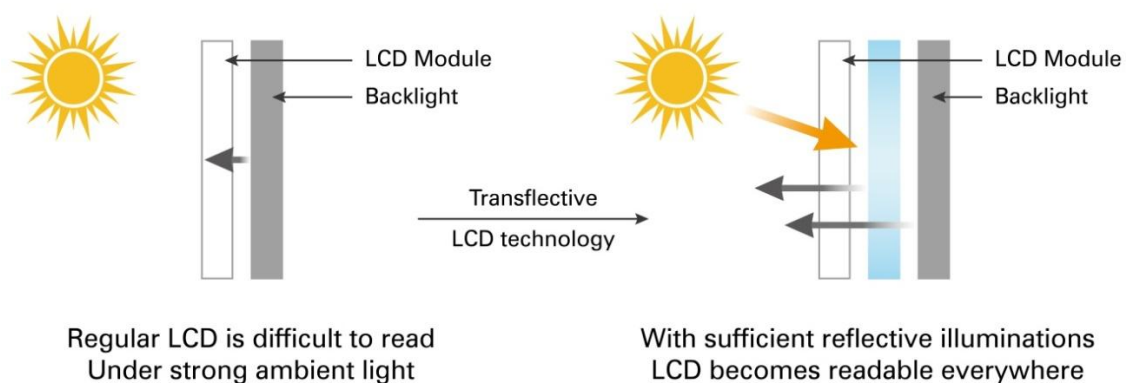 LCD Module
Backlight
Regular LCD is difficult to read
Under strong ambient light
Transflective
LCD technology
LCD Module
Backlight
With sufficient reflective illuminations
LCD becomes readable everywhere